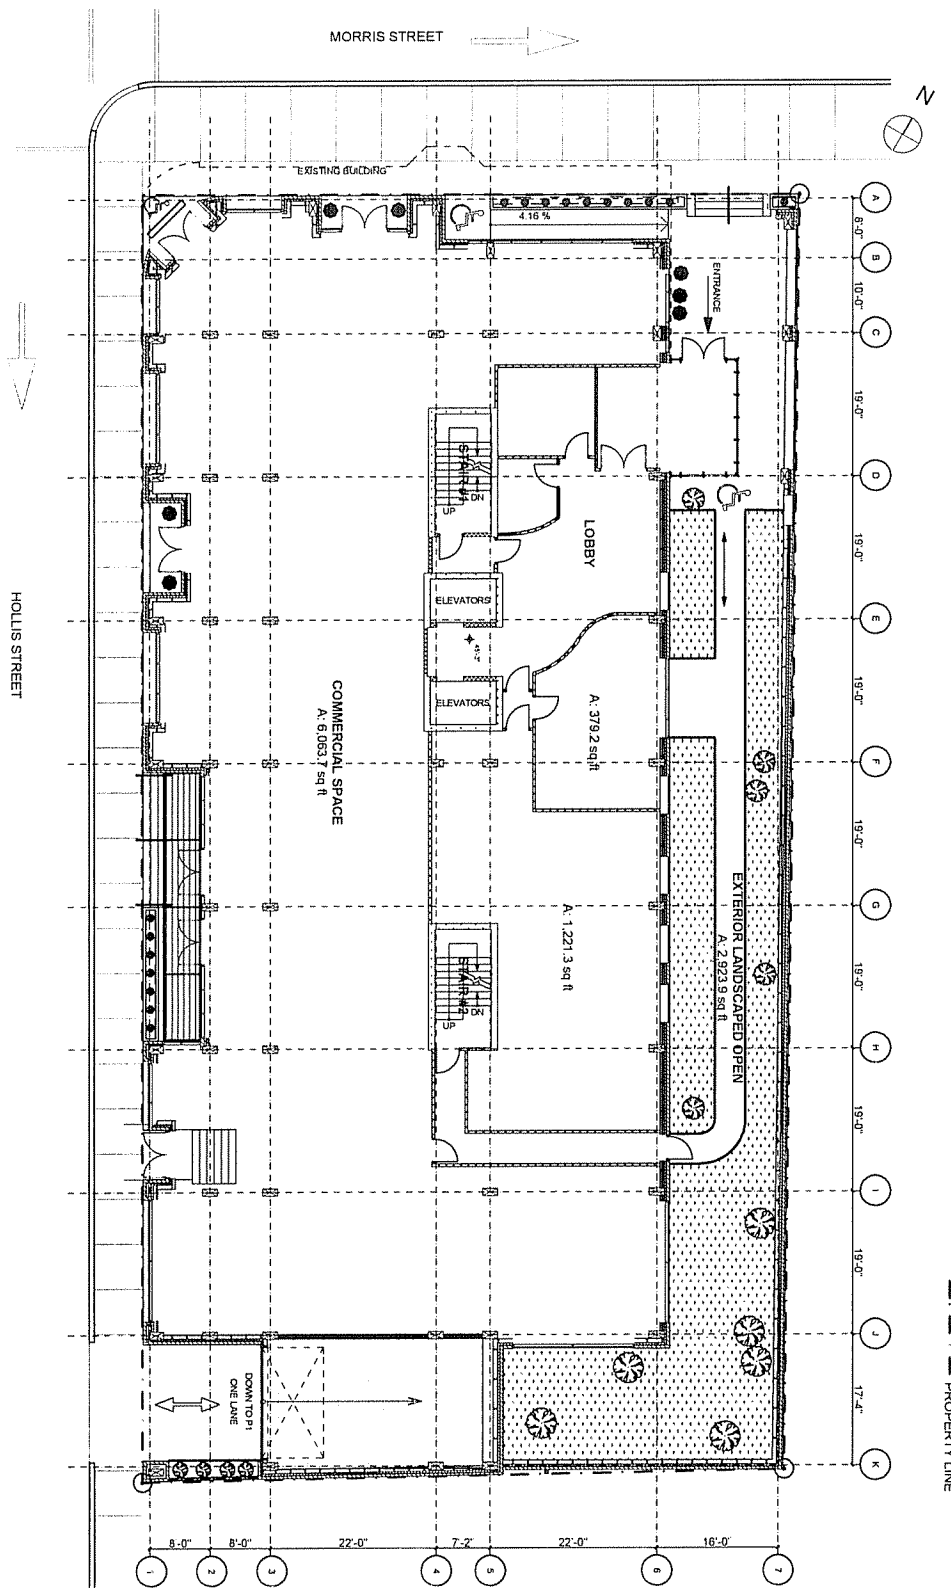 MORRIS STREET
N
EXISTING BUILDING
A
8'-0"
4.16 %
B
ENTRANCE
10'-0"
C
19'-0"
STAIR #1
DN
UP
D
LOBBY
19'-0"
ELEVATORS
E
HOLLIS STREET
COMMERCIAL SPACE
A: 6,063.7 sq ft
ELEVATORS
A: 379.2 sq.ft
19'-0"
F
19'-0"
EXTERIOR LANDSCAPED OPEN
A: 2,923.9 sq ft
G
A: 1,221.3 sq ft
STAIR #2
DN
UP
19'-0"
H
19'-0"
I
19'-0"
J
DOWN TO P1
ONE LANE
17'-4"
PROPERTY LINE
K
8'-0"
8'-0"
22'-0"
7'-2"
22'-0"
16'-0"
1
2
3
4
5
6
7